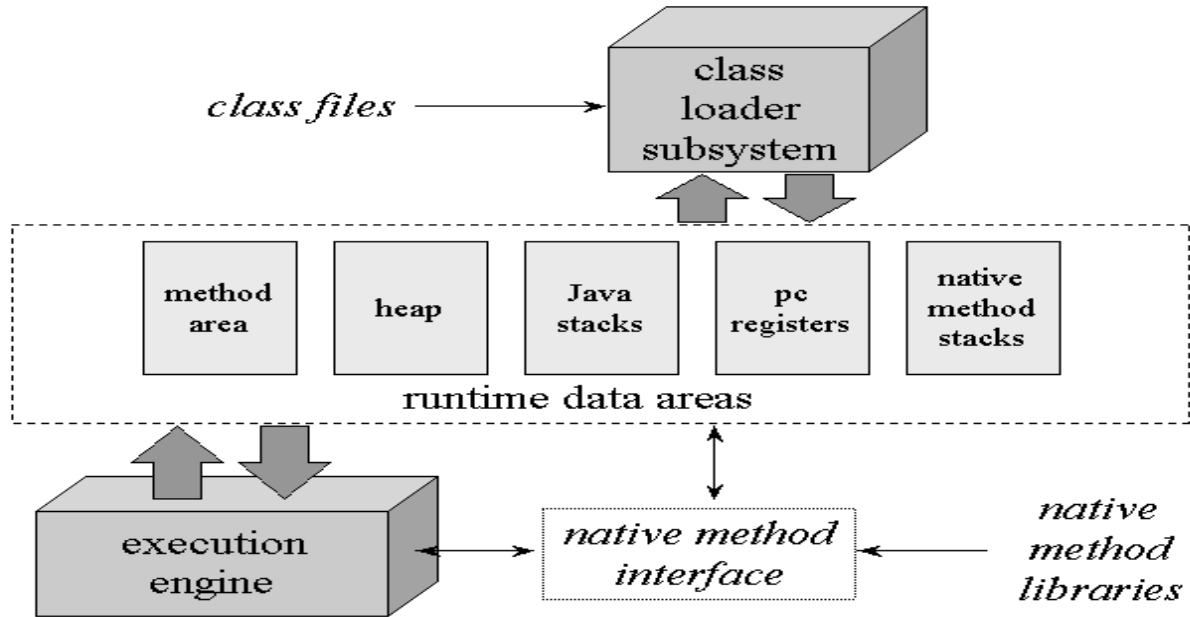 class
loader
subsystem
class files
method
area
heap
Java
stacks
pc
registers
native
method
stacks
runtime data areas
execution
engine
native method
interface
native
method
libraries